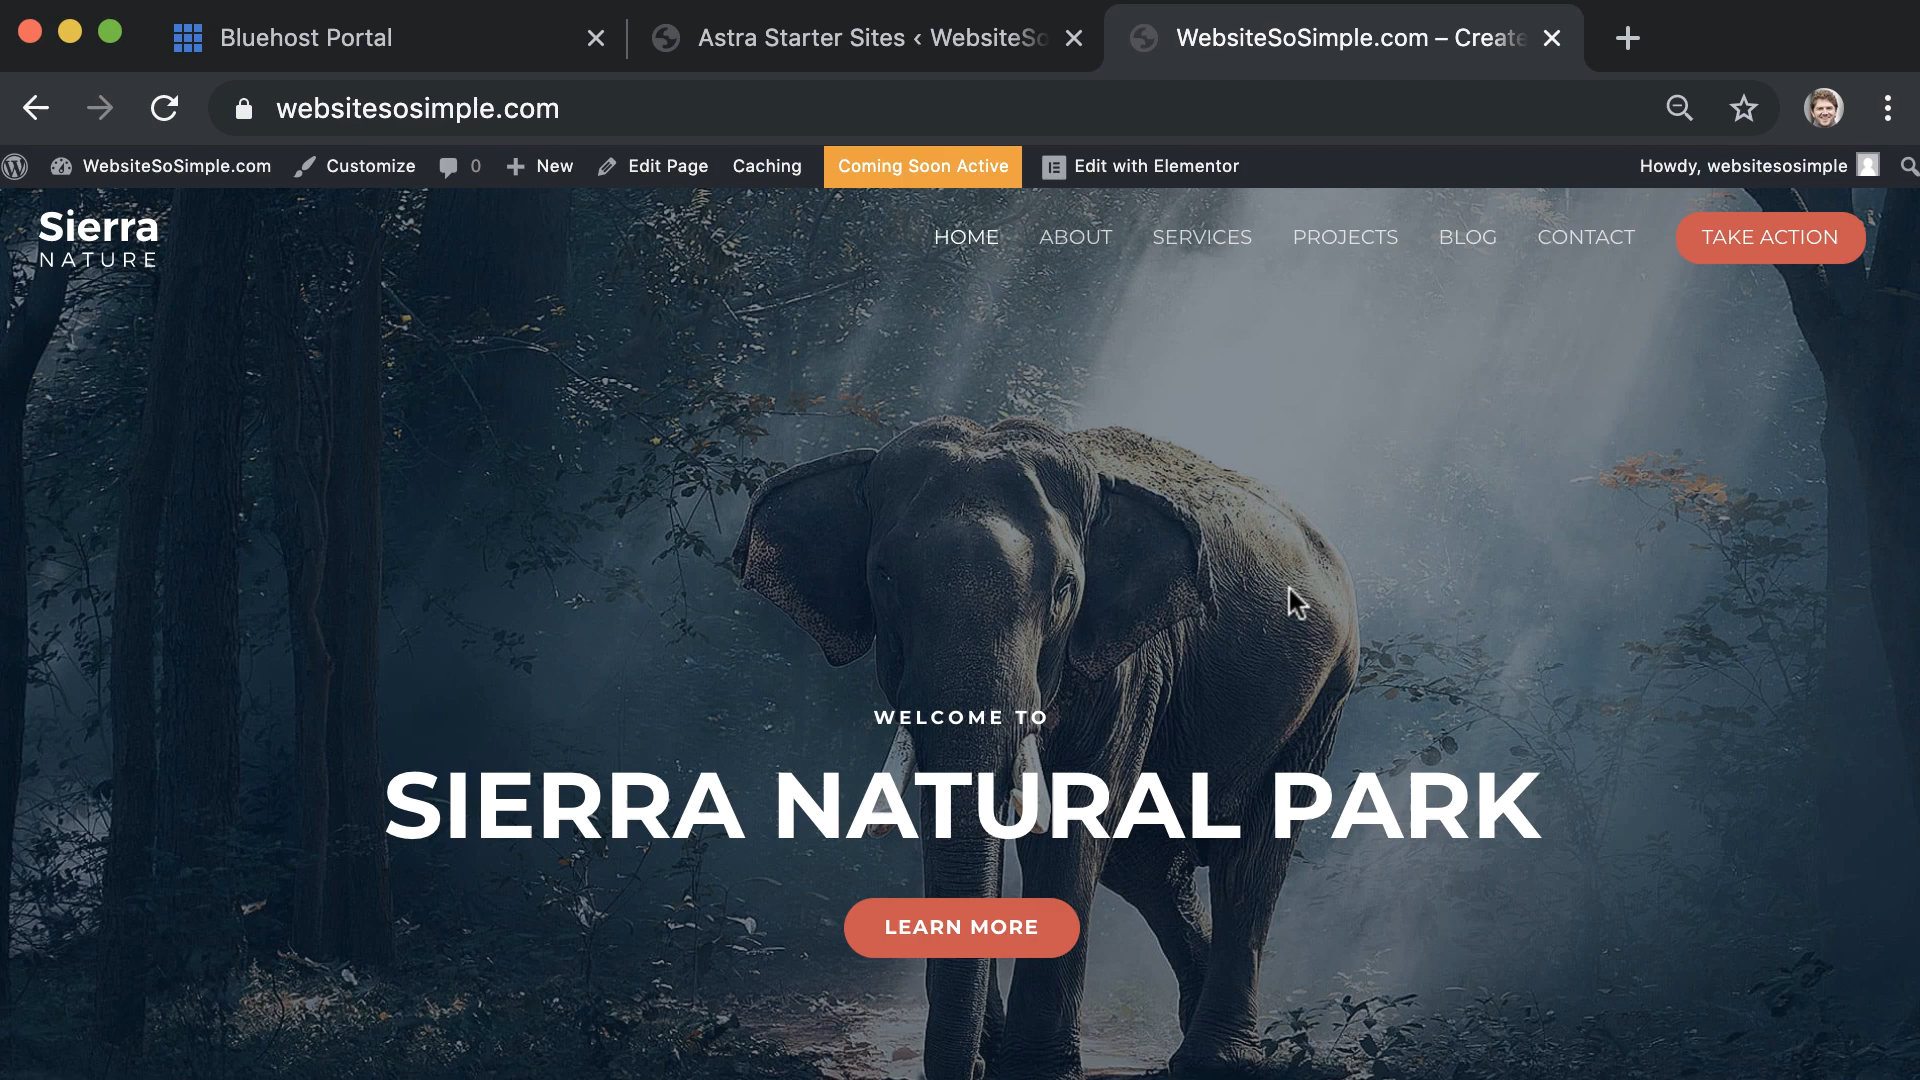 Bluehost Portal
Astra Starter Sites ‹ WebsiteSo
WebsiteSoSimple.com – Create
websitesosimple.com
WebsiteSoSimple.com Customize 0 New Edit Page Caching Coming Soon Active Edit with Elementor Howdy, websitesosimple
Sierra
NATURE
HOME ABOUT SERVICES PROJECTS BLOG CONTACT TAKE ACTION
WELCOME TO
SIERRA NATURAL PARK
LEARN MORE